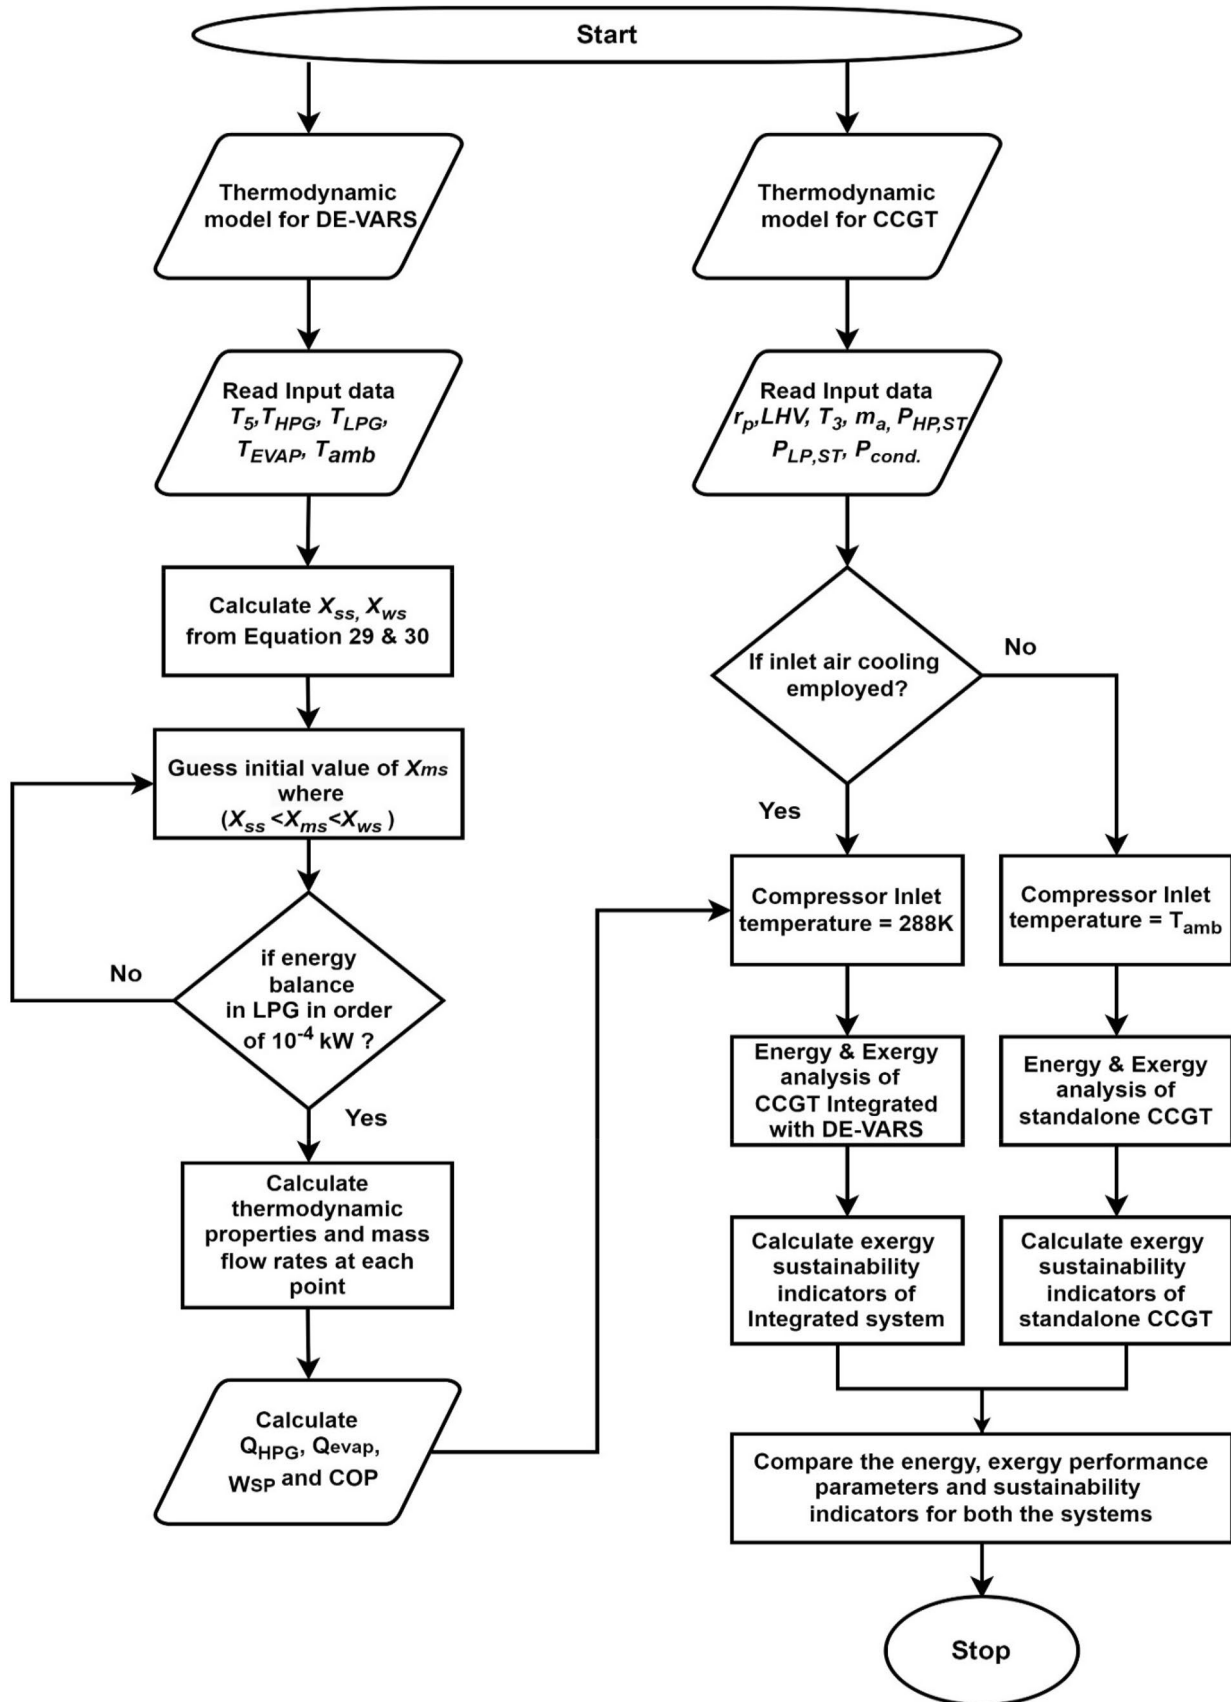 Start
Thermodynamic
model for DE-VARS
Read Input data
T5,THPG, TLPG,
TEVAP, Tamb
Calculate Xss, Xws
from Equation 29 & 30
Guess initial value of Xms
where
(Xss <Xms<Xws )
No
if energy
balance
in LPG in order
of 10-4 kW ?
Yes
Calculate
thermodynamic
properties and mass
flow rates at each
point
Calculate
QHPG, Qevap,
WSP and COP
Thermodynamic
model for CCGT
Read Input data
rp,LHV, T3, ma, PHP,ST
PLP,ST, Pcond.
If inlet air cooling
employed?
No
Yes
Compressor Inlet
temperature = 288K
Energy & Exergy
analysis of
CCGT Integrated
with DE-VARS
Calculate exergy
sustainability
indicators of
Integrated system
Compressor Inlet
temperature = Tamb
Energy & Exergy
analysis of
standalone CCGT
Calculate exergy
sustainability
indicators of
standalone CCGT
Compare the energy, exergy performance
parameters and sustainability
indicators for both the systems
Stop